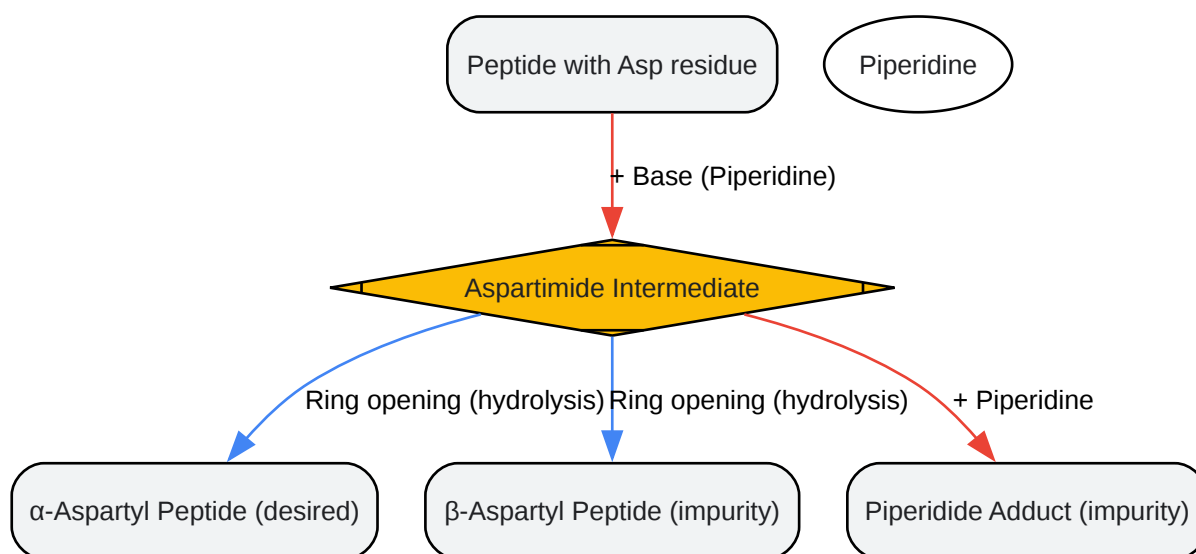 Peptide with Asp residue
Piperidine
+ Base (Piperidine)
Aspartimide Intermediate
Ring opening (hydrolysis)
Ring opening (hydrolysis)
+ Piperidine
α-Aspartyl Peptide (desired)
β-Aspartyl Peptide (impurity)
Piperidide Adduct (impurity)